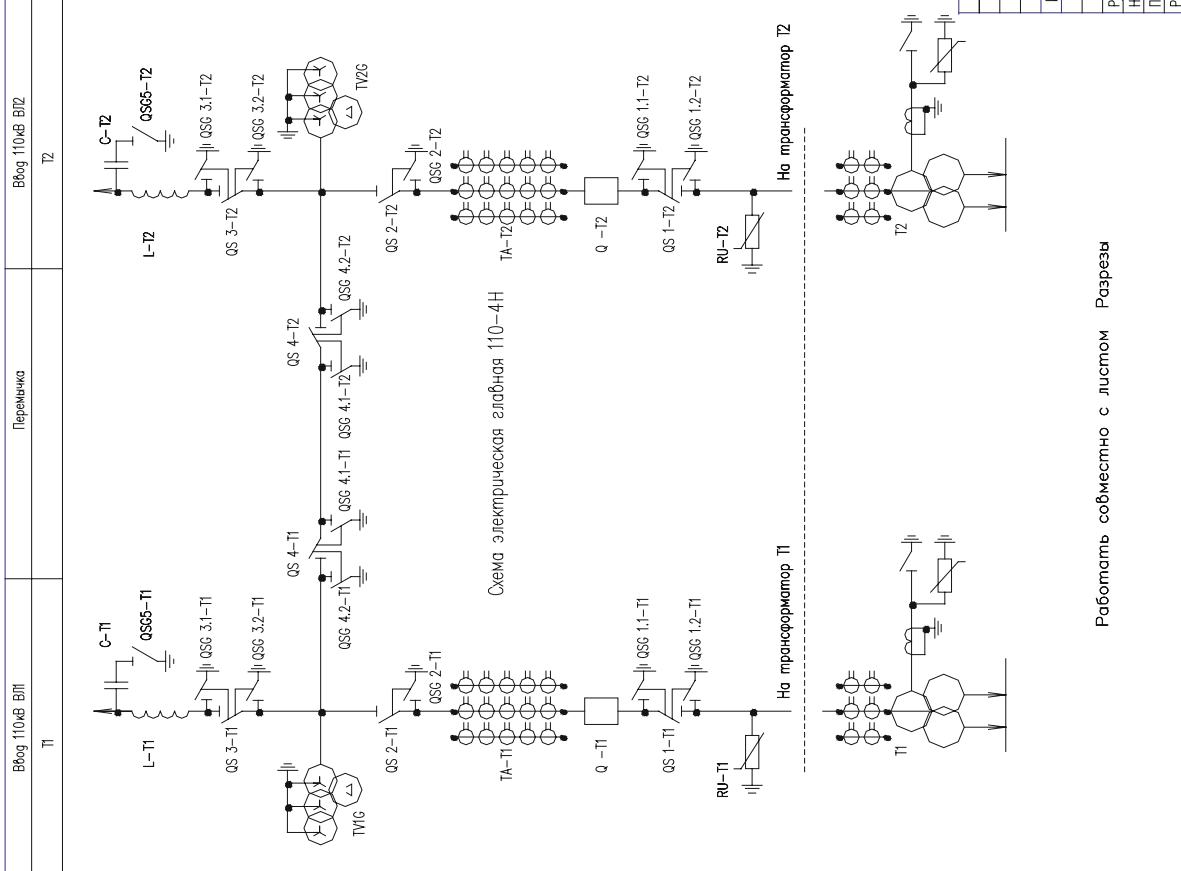 Ввод 110кВ ВЛ1
Перемычка
Ввод 110кВ ВЛ2
Т1
Т2
C-T1
QSG5-T1
L-T1
QSG 3.1-T1
QS 3-T1
QSG 3.2-T1
C-T2
QSG5-T2
L-T2
QSG 3.1-T2
QS 3-T2
QSG 3.2-T2
TV1G
QS 4-T1
QSG 4.2-T1
QSG 4.1-T1
QS 4-T2
QSG 4.1-T2
QSG 4.2-T2
TV2G
QS 2-T1
QSG 2-T1
QS 2-T2
QSG 2-T2
Схема электрическая главная 110-4Н
TA-T1
TA-T2
Q -T1
Q -T2
QSG 1.1-T1
QS 1-T1
QSG 1.2-T1
QSG 1.1-T2
QS 1-T2
QSG 1.2-T2
RU-T1
RU-T2
На трансформатор Т1
На трансформатор Т2
Т1
Т2
Работать совместно с листом Разрезы